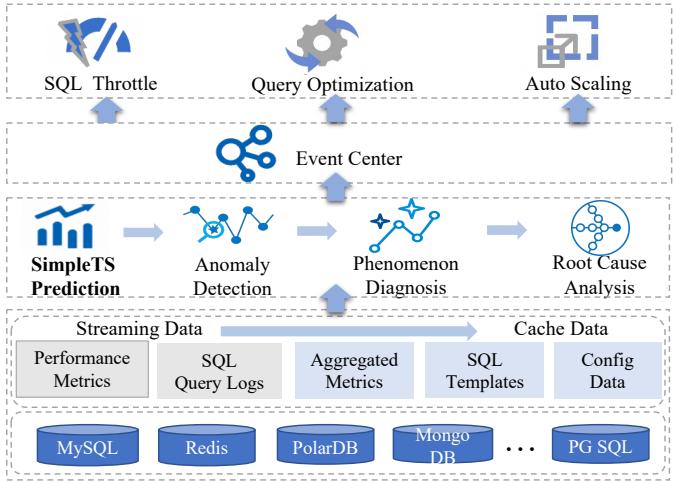 SQL Throttle
Query Optimization
Auto Scaling
Event Center
SimpleTS
Prediction
Anomaly
Detection
Phenomenon
Diagnosis
Root Cause
Analysis
Streaming Data
Cache Data
Performance
Metrics
SQL
Query Logs
Aggregated
Metrics
SQL
Templates
Config
Data
MySQL
Redis
PolarDB
Mongo
DB
...
PG SQL